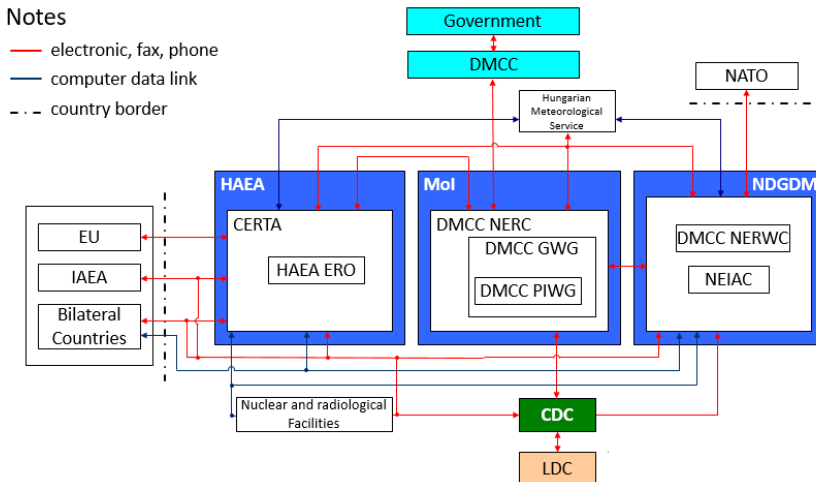 Notes
electronic, fax, phone
computer data link
country border
Government
DMCC
NATO
Hungarian
Meteorological
Service
HAEA
MoI
NDGDM
CERTA
HAEA ERO
DMCC NERC
DMCC GWG
DMCC PIWG
DMCC NERWC
NEIAC
EU
IAEA
Bilateral
Countries
Nuclear and radiological
Facilities
CDC
LDC